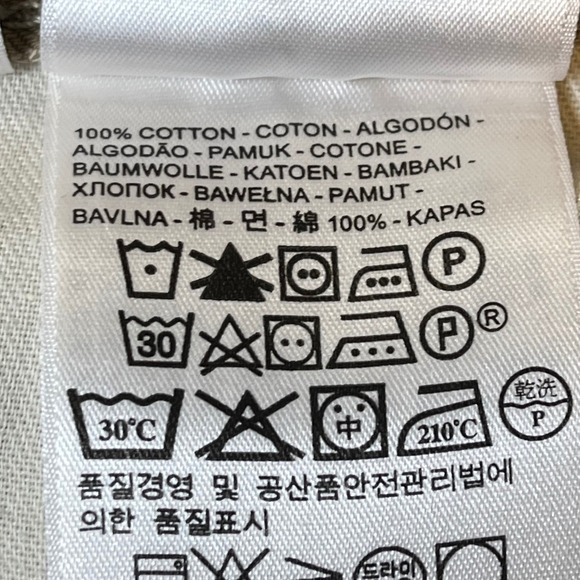 100% COTTON - COTON - ALGODÓN -
ALGODÃO - PAMUK - COTONE -
BAUMWOLLE - KATOEN - BAMBAKI -
ХЛОПОК - BAWEŁNA - PAMUT -
BAVLNA - 棉 - 면 - 綿 100% - KAPAS
P
30 P ®
30°C 中 210°C 乾洗 P
품질경영 및 공산품안전관리법에
의한 품질표시
드라이